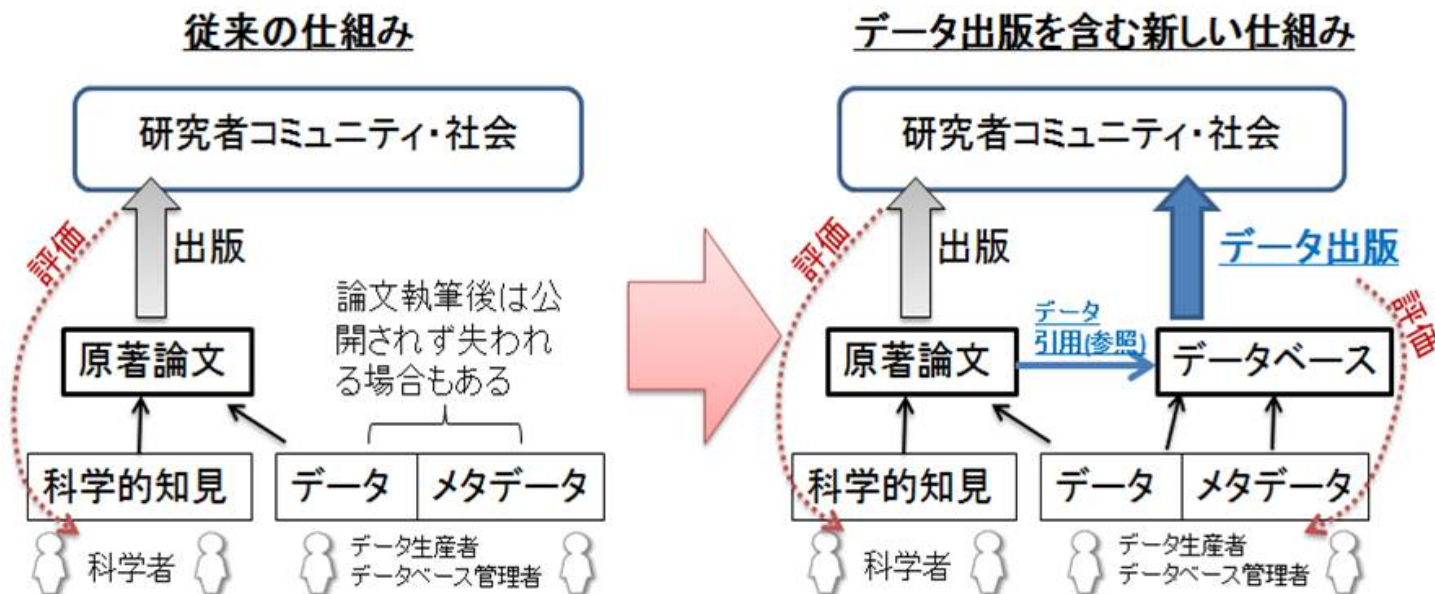 従来の仕組み
研究者コミュニティ・社会
評価
出版
論文執筆後は公
開されず失われ
る場合もある
原著論文
科学的知見
データ
メタデータ
科学者
データ生産者
データベース管理者
データ出版を含む新しい仕組み
研究者コミュニティ・社会
評価
出版
データ出版
評価
データ
引用(参照)
原著論文
データベース
科学的知見
データ
メタデータ
科学者
データ生産者
データベース管理者